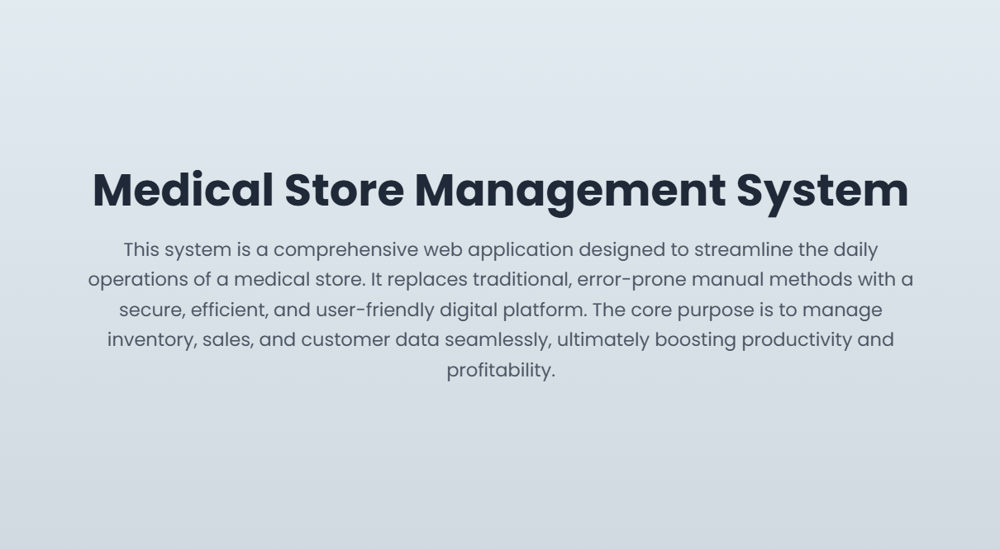 Medical Store Management System
This system is a comprehensive web application designed to streamline the daily
operations of a medical store. It replaces traditional, error-prone manual methods with a
secure, efficient, and user-friendly digital platform. The core purpose is to manage
inventory, sales, and customer data seamlessly, ultimately boosting productivity and
profitability.